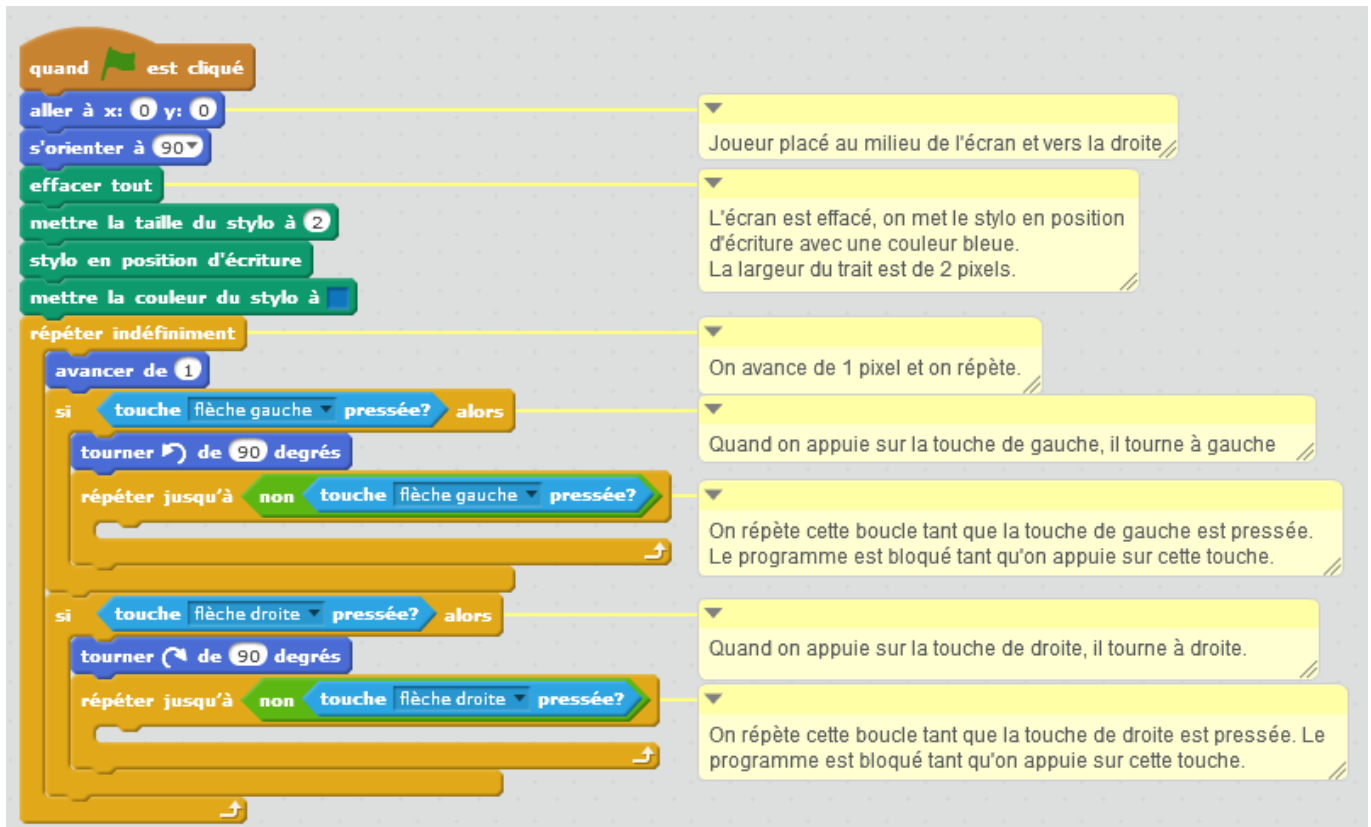 quand est cliqué
aller à x: 0 y: 0
s'orienter à 90
Joueur placé au milieu de l'écran et vers la droite
effacer tout
mettre la taille du stylo à 2
stylo en position d'écriture
mettre la couleur du stylo à
L'écran est effacé, on met le stylo en position
d'écriture avec une couleur bleue.
La largeur du trait est de 2 pixels.
répéter indéfiniment
avancer de 1
On avance de 1 pixel et on répète.
si touche flèche gauche pressée? alors
Quand on appuie sur la touche de gauche, il tourne à gauche
tourner de 90 degrés
répéter jusqu'à non touche flèche gauche pressée?
On répète cette boucle tant que la touche de gauche est pressée.
Le programme est bloqué tant qu'on appuie sur cette touche.
si touche flèche droite pressée? alors
Quand on appuie sur la touche de droite, il tourne à droite.
tourner de 90 degrés
répéter jusqu'à non touche flèche droite pressée?
On répète cette boucle tant que la touche de droite est pressée. Le
programme est bloqué tant qu'on appuie sur cette touche.